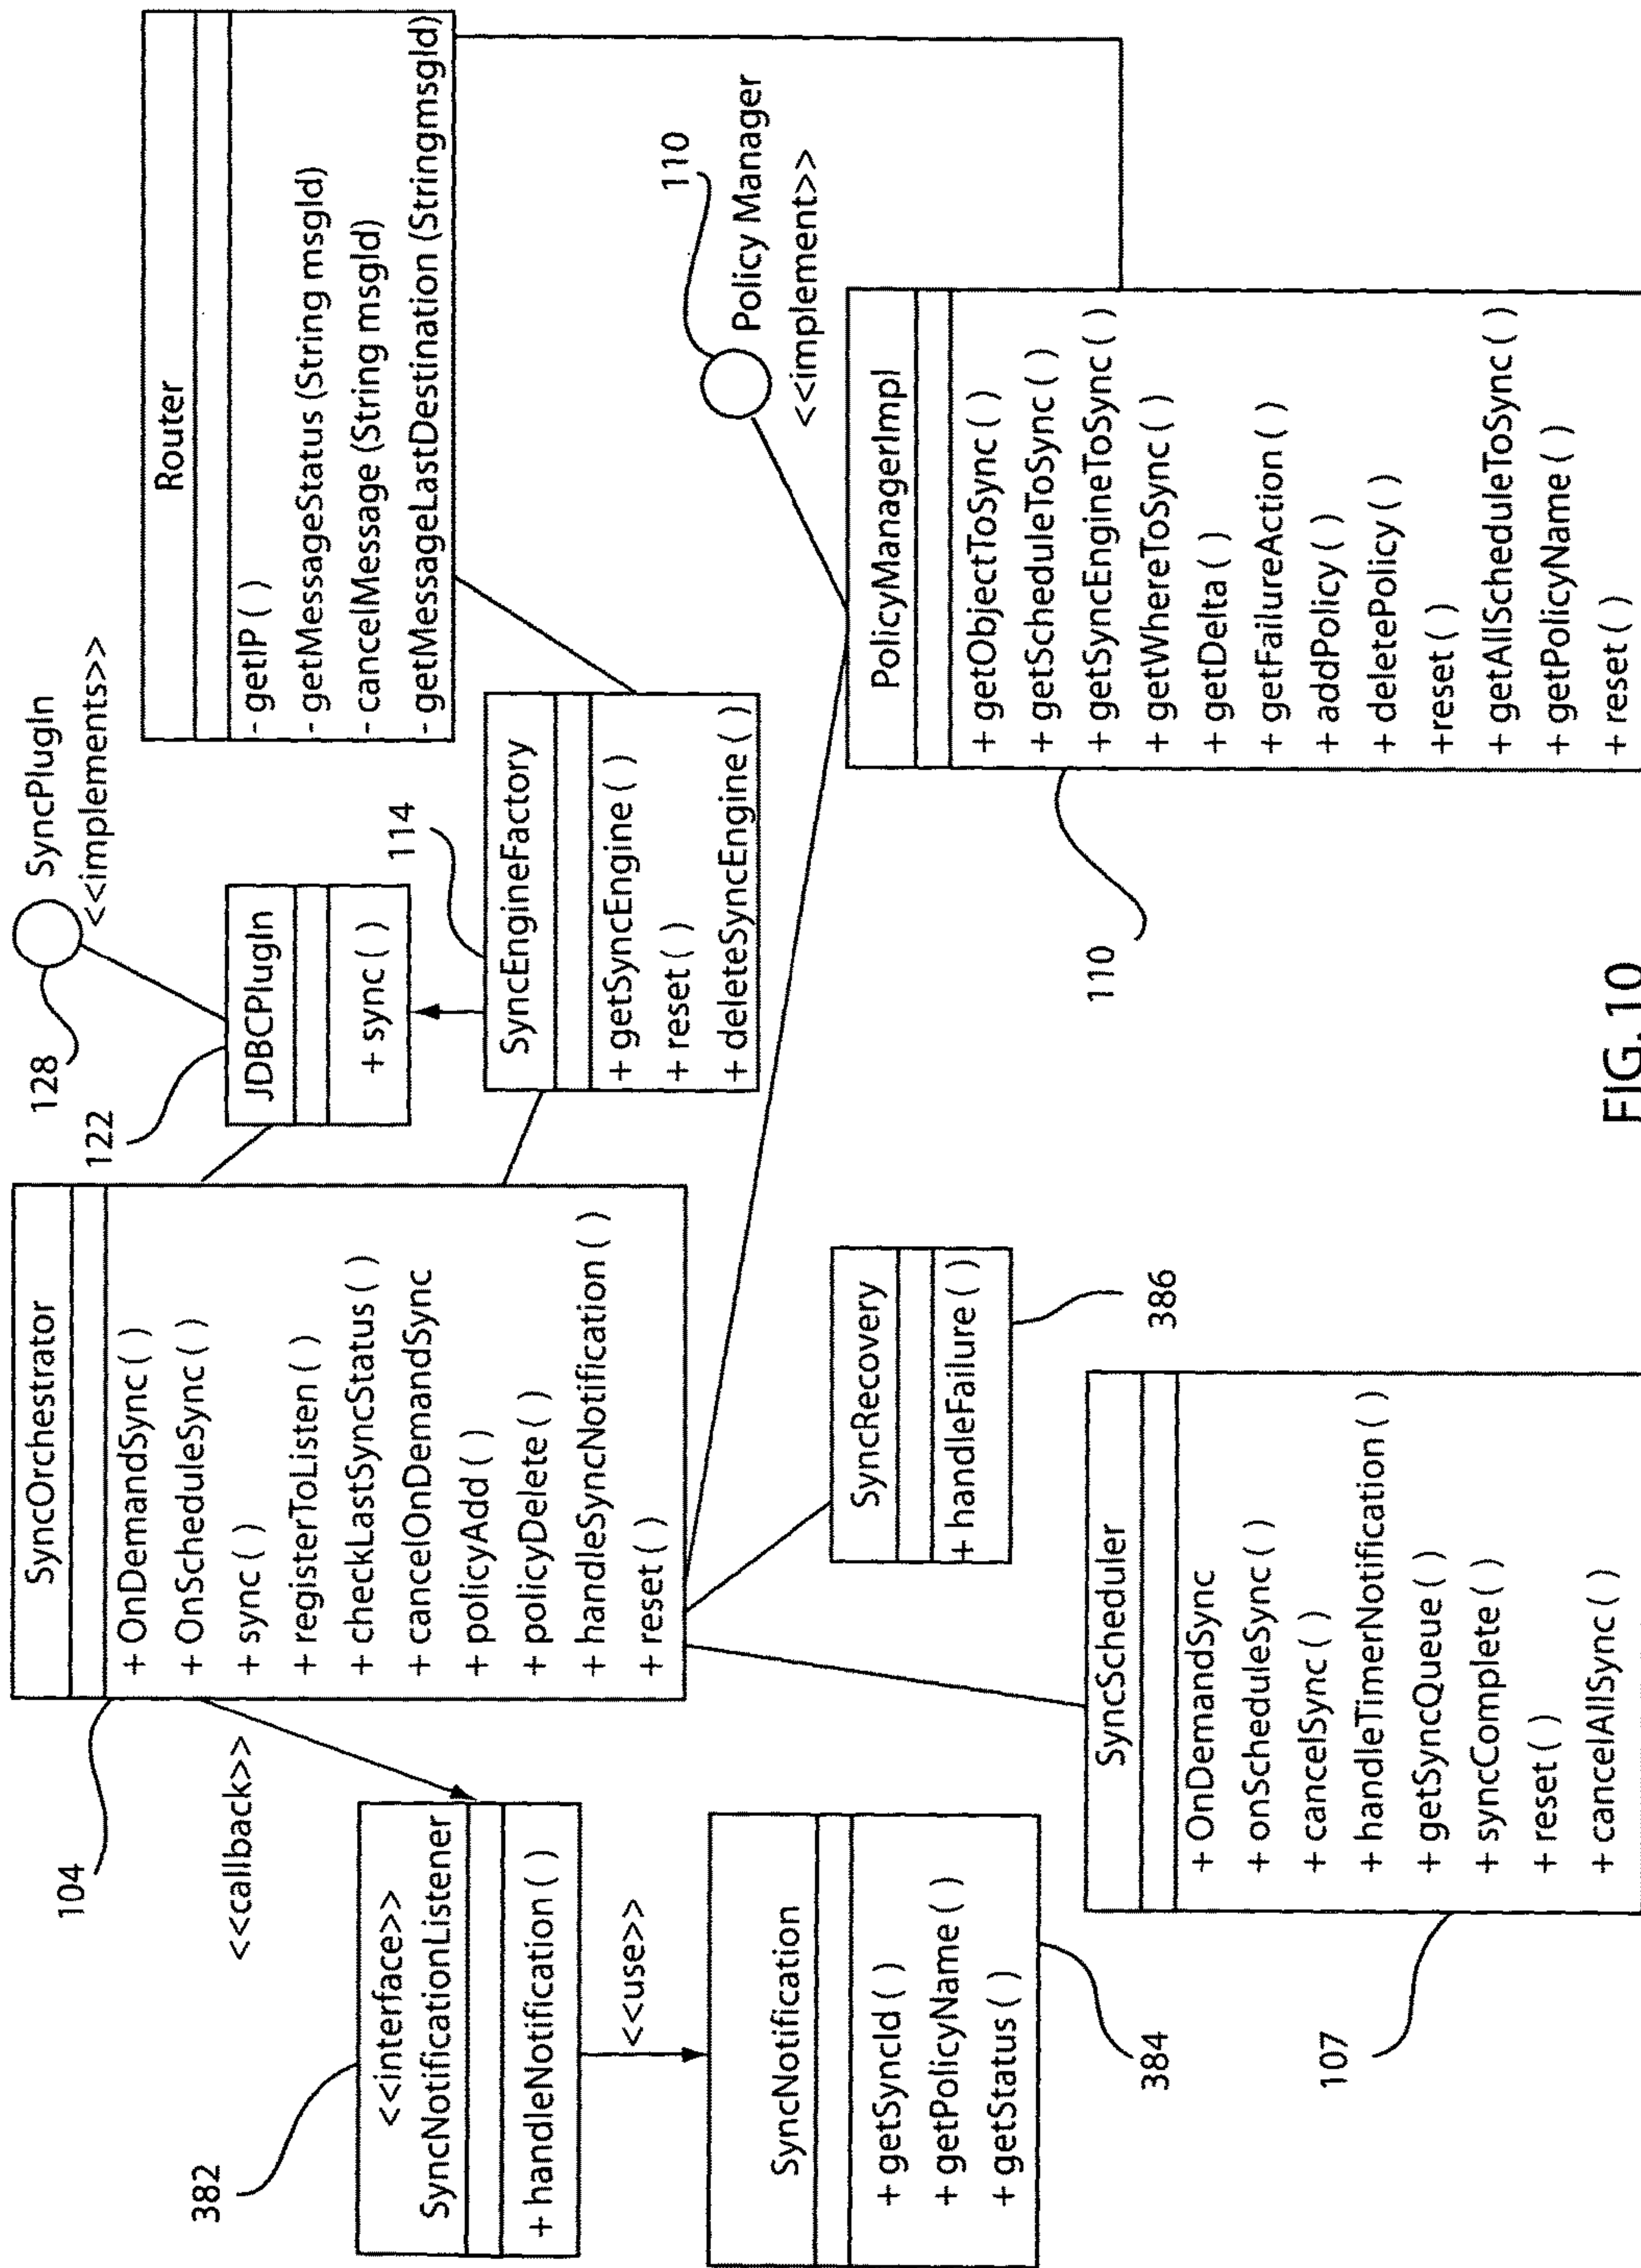 382
<<interface>>
SyncNotificationListener
+ handleNotification ( )
<<use>>
SyncNotification
+ getSyncId ( )
+ getPolicyName ( )
+ getStatus ( )
384
<<callback>>
104
SyncOrchestrator
+ OnDemandSync ( )
+ OnScheduleSync ( )
+ sync ( )
+ registerToListen ( )
+ checkLastSyncStatus ( )
+ cancelOnDemandSync
+ policyAdd ( )
+ policyDelete ( )
+ handleSyncNotification ( )
+ reset ( )
SyncRecovery
+ handleFailure ( )
386
SyncScheduler
+ OnDemandSync
+ onScheduleSync ( )
+ cancelSync ( )
+ handleTimerNotification ( )
+ getSyncQueue ( )
+ syncComplete ( )
+ reset ( )
+ cancelAllSync ( )
107
128
SyncPlugIn
<<implements>>
122
JDBCPlugIn
+ sync ( )
114
SyncEngineFactory
+ getSyncEngine ( )
+ reset ( )
+ deleteSyncEngine ( )
Router
- getIP ( )
- getMessageStatus (String msgId)
- cancelMessage (String msgId)
- getMessageLastDestination (StringmsgId)
110
Policy Manager
<<implement>>
PolicyManagerImpl
+ getObjectToSync ( )
+ getScheduleToSync ( )
+ getSyncEngineToSync ( )
+ getWhereToSync ( )
+ getDelta ( )
+ getFailureAction ( )
+ addPolicy ( )
+ deletePolicy ( )
+reset ( )
+ getAllScheduleToSync ( )
+ getPolicyName ( )
+ reset ( )
110
FIG. 10